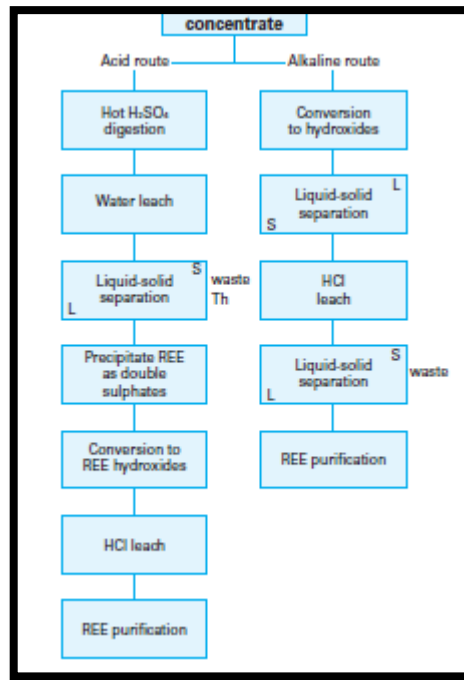 concentrate
Acid route
Alkaline route
Hot H₂SO₄
digestion
Water leach
S
Liquid-solid
separation
L
waste
Th
Precipitate REE
as double
sulphates
Conversion to
REE hydroxides
HCl leach
REE purification
Conversion
to hydroxides
L
Liquid-solid
separation
S
HCl
leach
S
Liquid-solid
separation
L
waste
REE purification